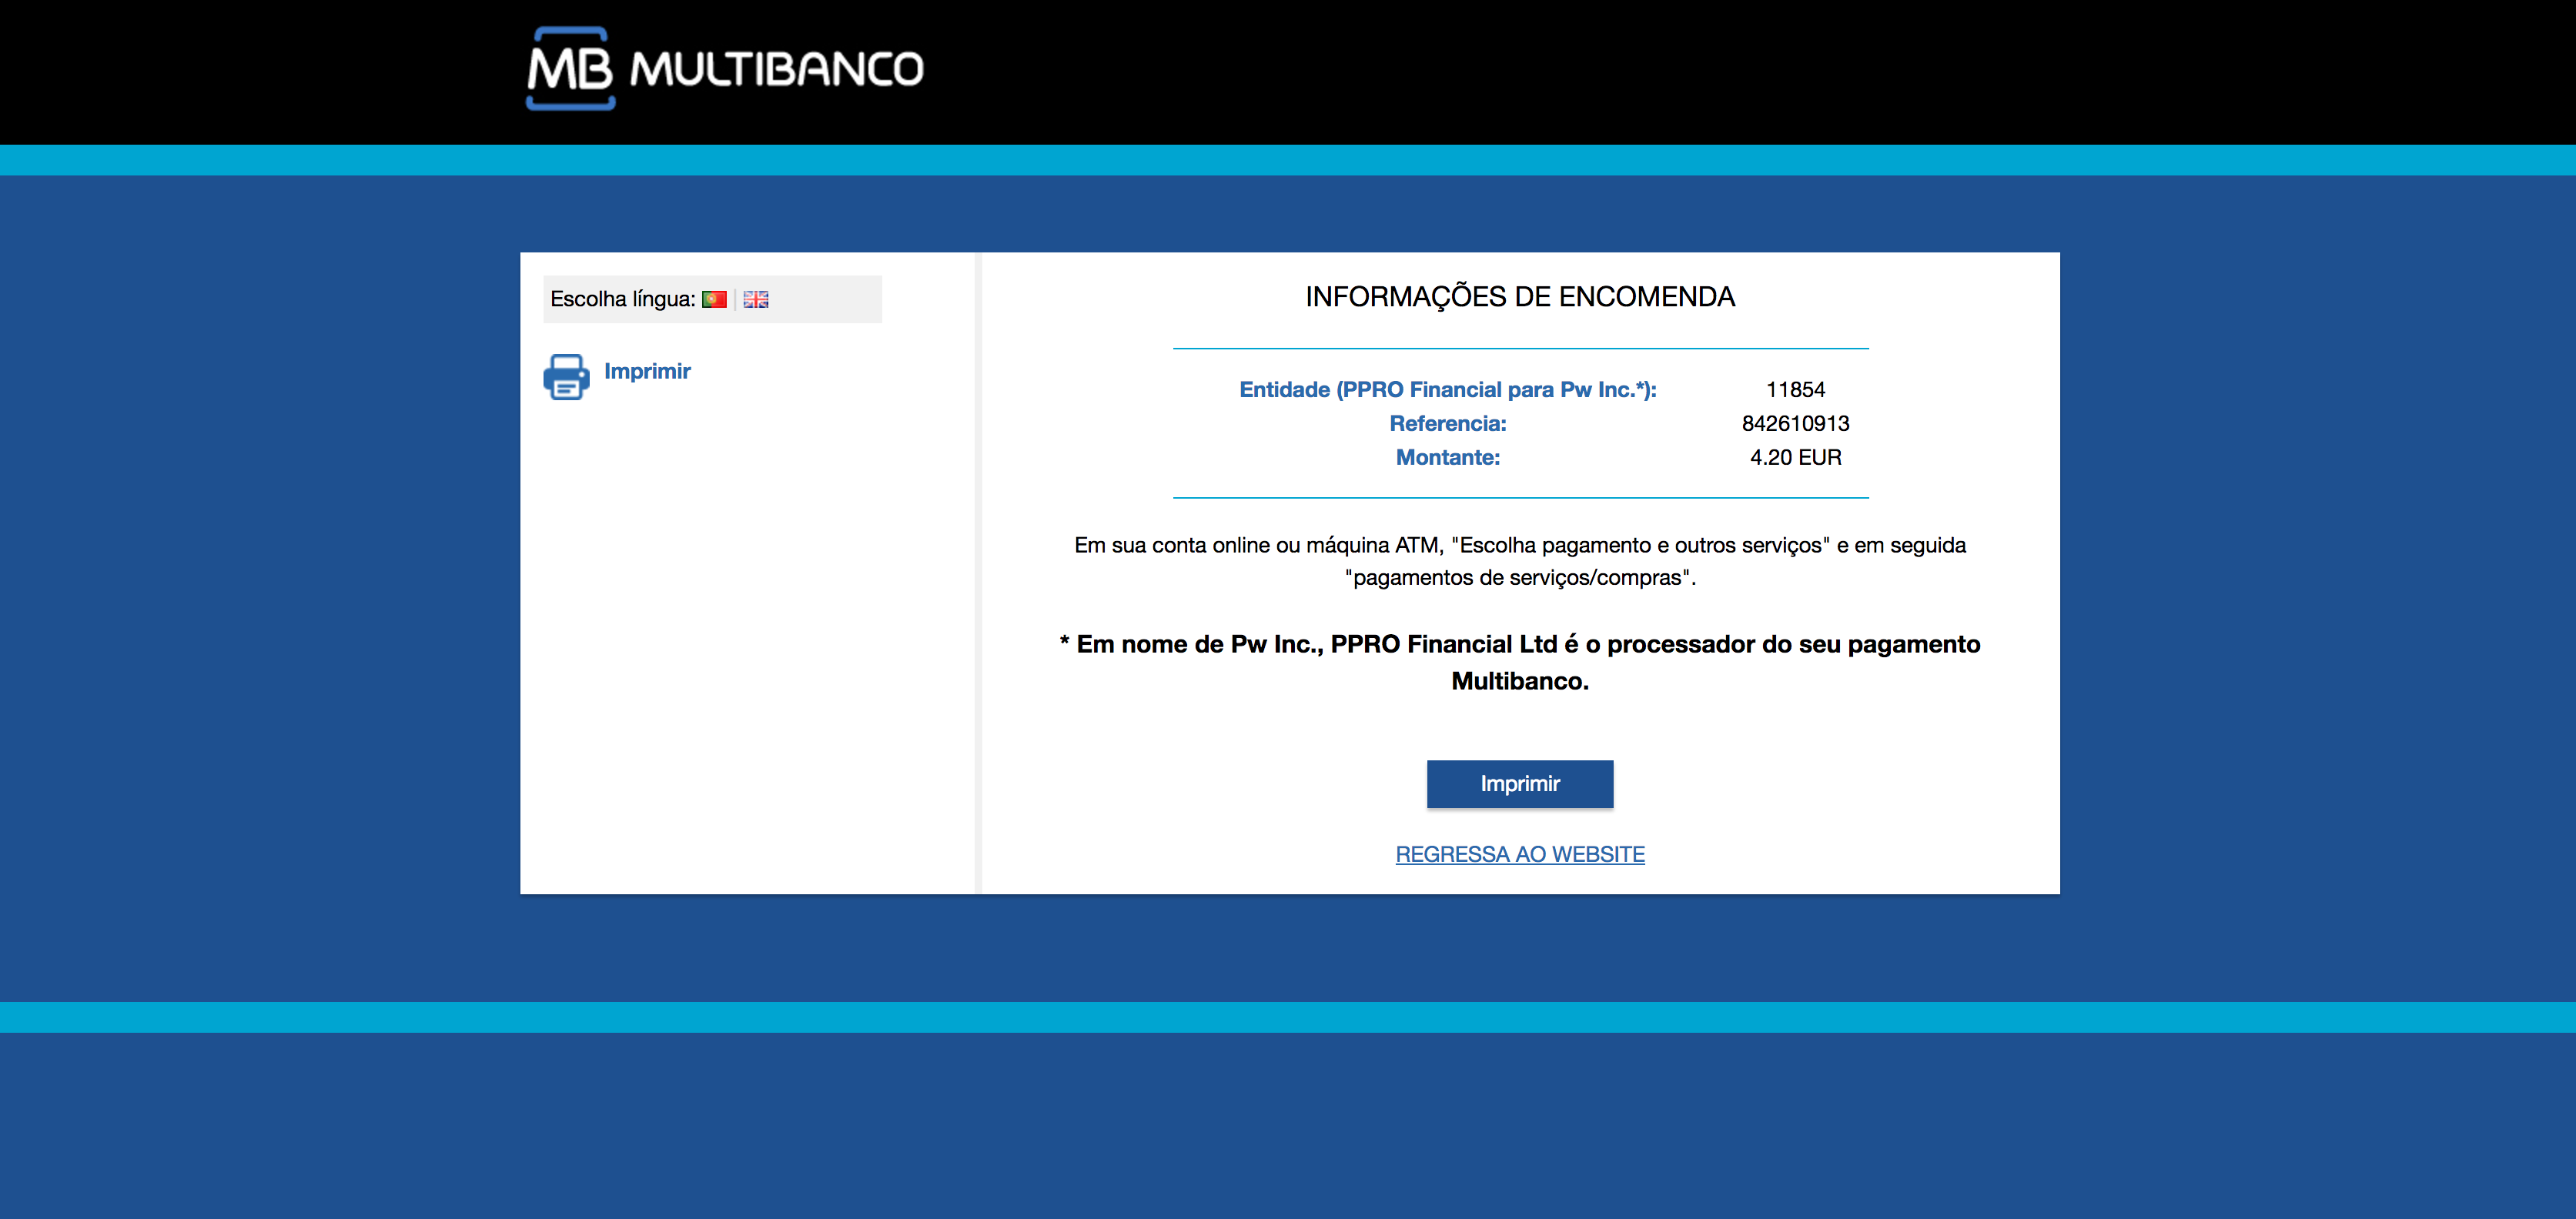 MB MULTIBANCO
Escolha língua:
Imprimir
INFORMAÇÕES DE ENCOMENDA
Entidade (PPRO Financial para Pw Inc.*): 11854
Referencia: 842610913
Montante: 4.20 EUR
Em sua conta online ou máquina ATM, "Escolha pagamento e outros serviços" e em seguida
"pagamentos de serviços/compras".
* Em nome de Pw Inc., PPRO Financial Ltd é o processador do seu pagamento
Multibanco.
Imprimir
REGRESSA AO WEBSITE